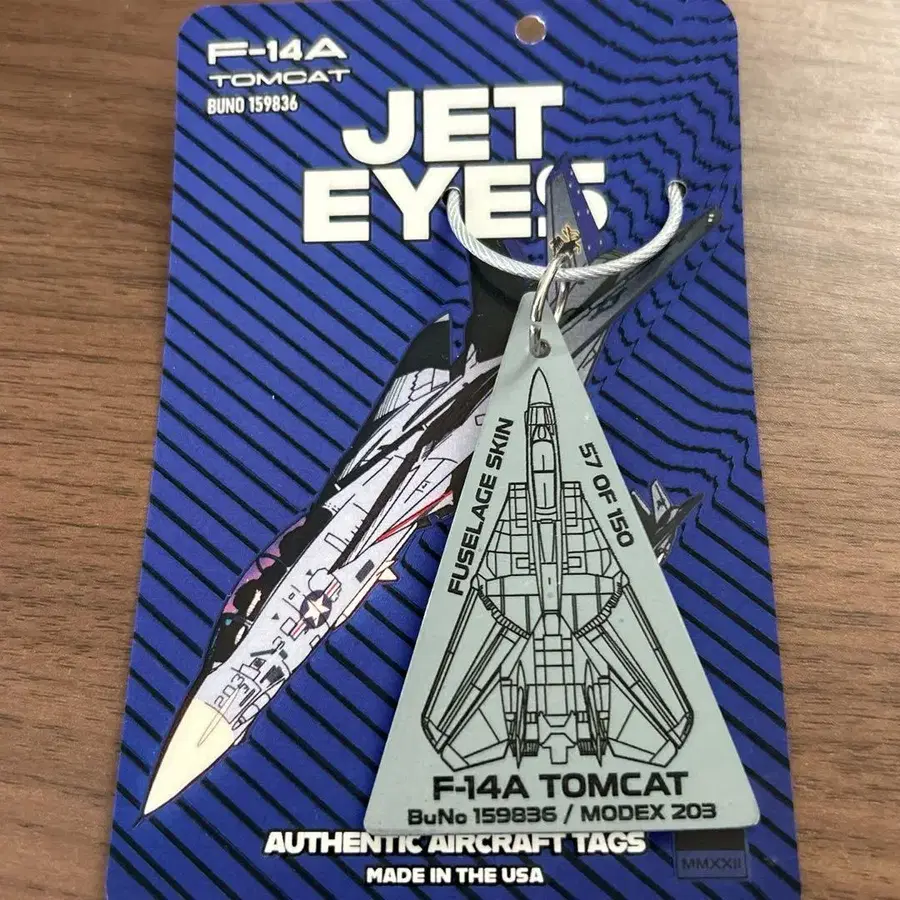 F-14A
TOMCAT
BUNO 159836
JET
EYES
FUSELAGE SKIN
57 OF 150
203
F-14A TOMCAT
BuNo 159836 / MODEX 203
AUTHENTIC AIRCRAFT TAGS
MADE IN THE USA
MMXXII